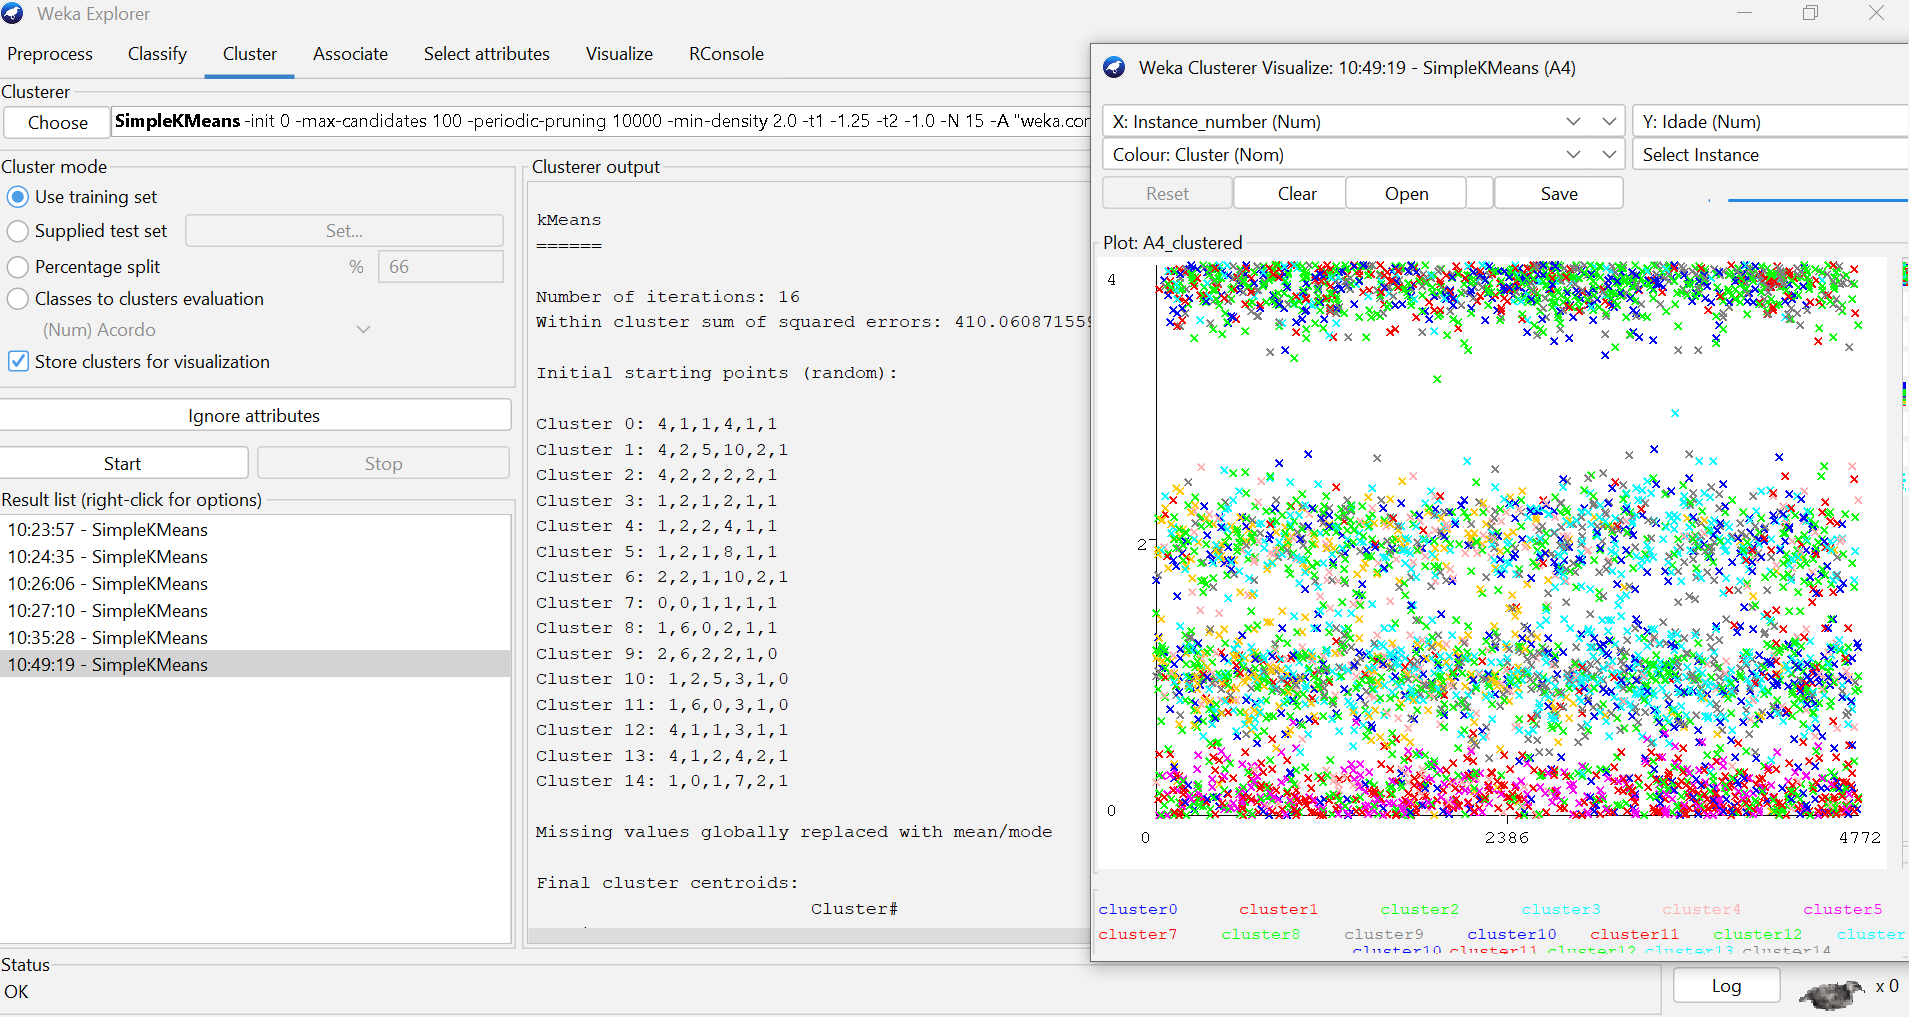 Weka Explorer
Preprocess Classify Cluster Associate Select attributes Visualize RConsole
Clusterer
Choose SimpleKMeans -init 0 -max-candidates 100 -periodic-pruning 10000 -min-density 2.0 -t1 -1.25 -t2 -1.0 -N 15 -A "weka.cor
Cluster mode
Use training set
Supplied test set Set...
Percentage split % 66
Classes to clusters evaluation
(Num) Acordo
Store clusters for visualization
Ignore attributes
Start Stop
Result list (right-click for options)
10:23:57 - SimpleKMeans
10:24:35 - SimpleKMeans
10:26:06 - SimpleKMeans
10:27:10 - SimpleKMeans
10:35:28 - SimpleKMeans
10:49:19 - SimpleKMeans
Clusterer output
kMeans
======
Number of iterations: 16
Within cluster sum of squared errors: 410.06087155
Initial starting points (random):
Cluster 0: 4,1,1,4,1,1
Cluster 1: 4,2,5,10,2,1
Cluster 2: 4,2,2,2,2,1
Cluster 3: 1,2,1,2,1,1
Cluster 4: 1,2,2,4,1,1
Cluster 5: 1,2,1,8,1,1
Cluster 6: 2,2,1,10,2,1
Cluster 7: 0,0,1,1,1,1
Cluster 8: 1,6,0,2,1,1
Cluster 9: 2,6,2,2,1,0
Cluster 10: 1,2,5,3,1,0
Cluster 11: 1,6,0,3,1,0
Cluster 12: 4,1,1,3,1,1
Cluster 13: 4,1,2,4,2,1
Cluster 14: 1,0,1,7,2,1
Missing values globally replaced with mean/mode
Final cluster centroids:
Cluster#
Weka Clusterer Visualize: 10:49:19 - SimpleKMeans (A4)
X: Instance_number (Num) Y: Idade (Num)
Colour: Cluster (Nom) Select Instance
Reset Clear Open Save
Plot: A4_clustered
4
2
0
0 2386 4772
cluster0 cluster1 cluster2 cluster3 cluster4 cluster5
cluster7 cluster8 cluster9 cluster10 cluster11 cluster12 cluster
cluster10 cluster11 cluster12 cluster13 cluster14
Status
OK
Log x 0